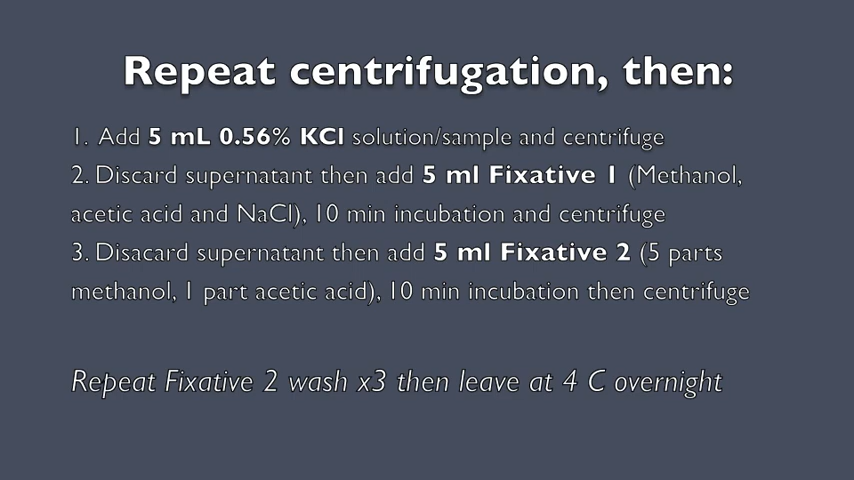 Repeat centrifugation, then:
1. Add 5 mL 0.56% KCl solution/sample and centrifuge
2. Discard supernatant then add 5 ml Fixative 1 (Methanol,
acetic acid and NaCl), 10 min incubation and centrifuge
3. Disacard supernatant then add 5 ml Fixative 2 (5 parts
methanol, 1 part acetic acid), 10 min incubation then centrifuge
Repeat Fixative 2 wash x3 then leave at 4 C overnight